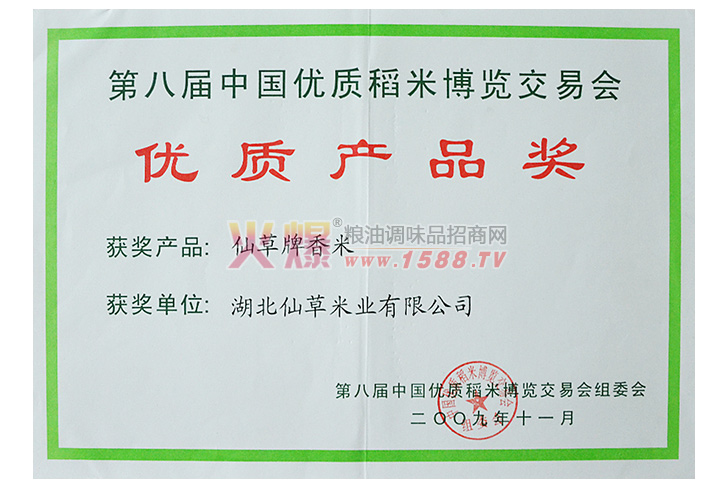 第八届中国优质稻米博览交易会
优质产品奖
获奖产品: 仙草牌香米
火爆® 粮油调味品招商网
www.1588.TV
获奖单位: 湖北仙草米业有限公司
第八届中国优质稻米博览交易会组委会
二〇〇九年十一月